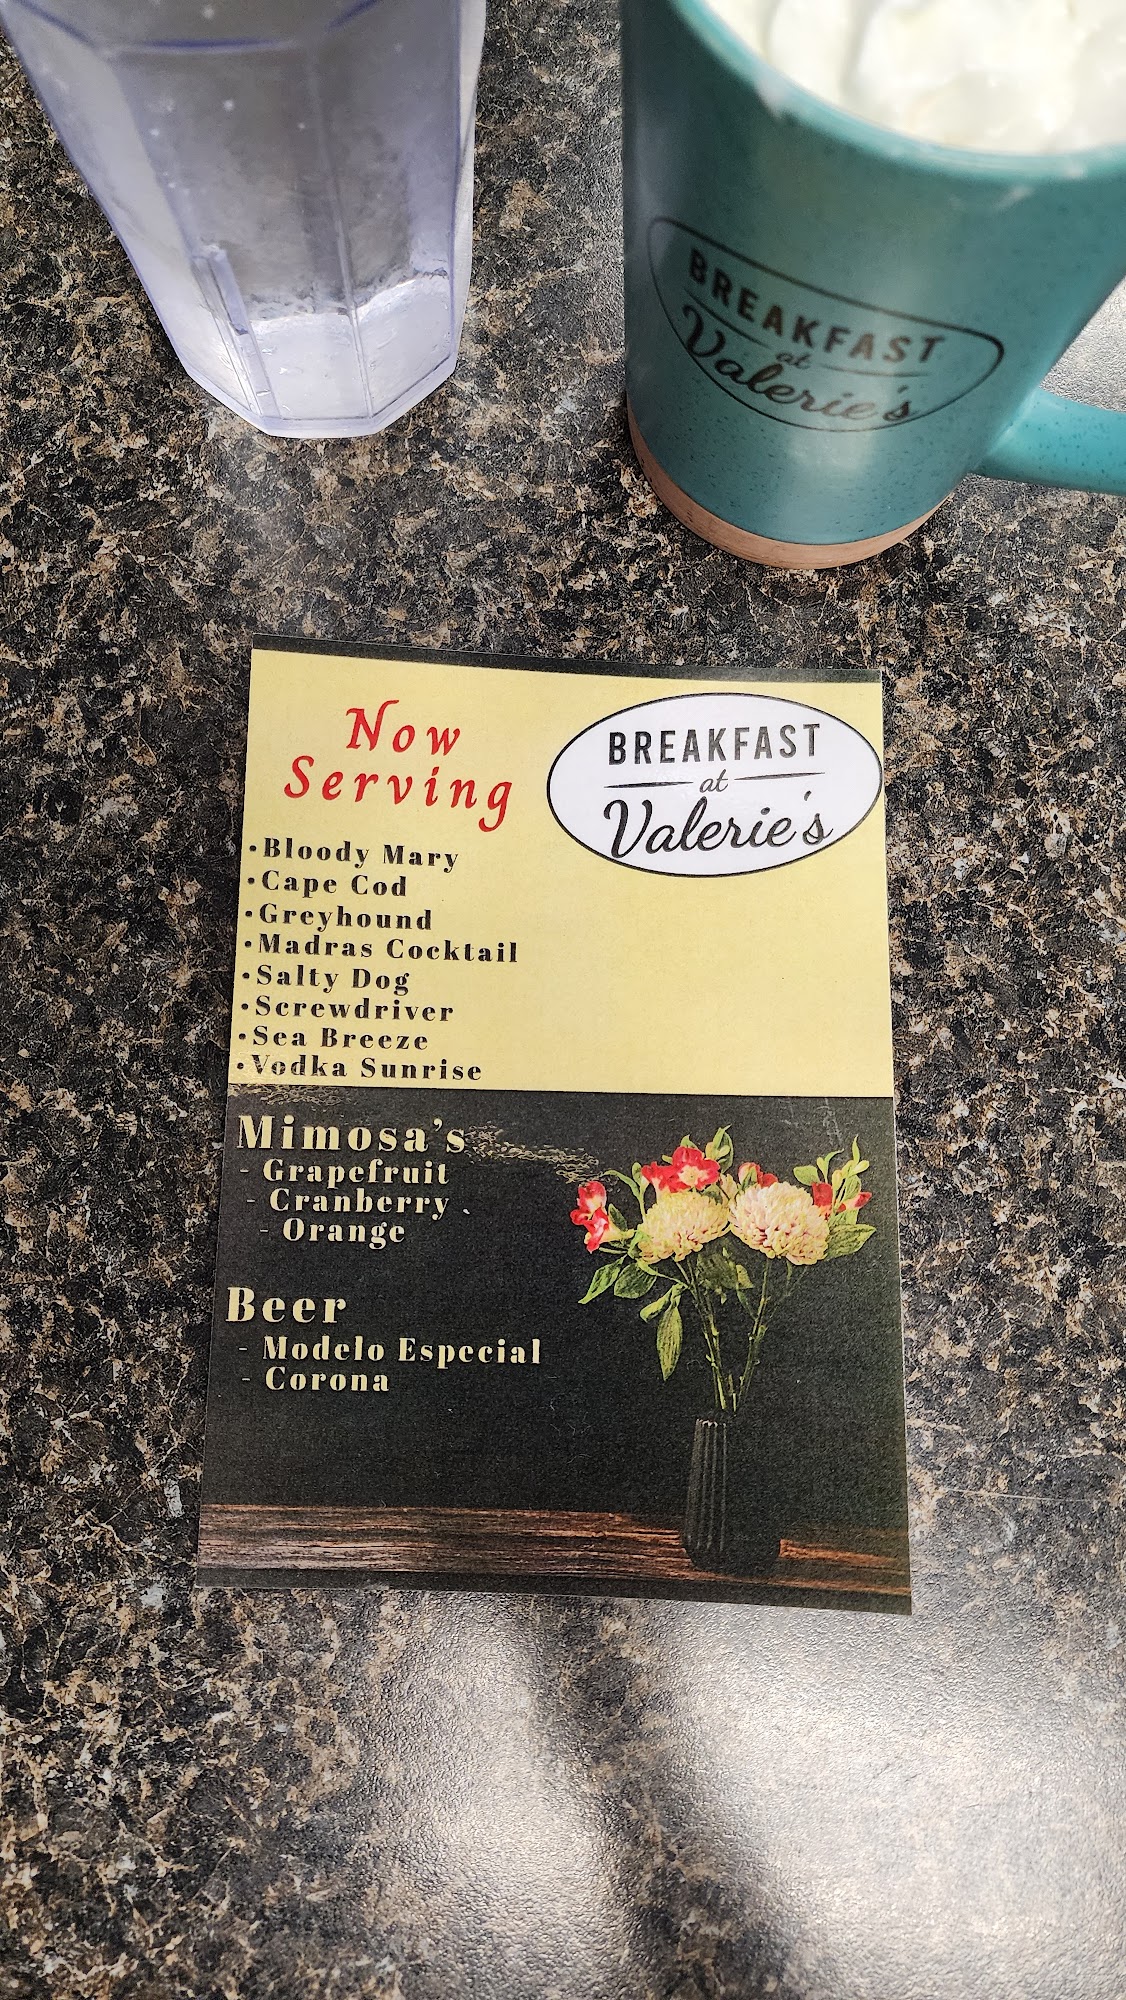 BREAKFAST
at
Valerie's
Now
Serving
BREAKFAST
at
Valerie's
•Bloody Mary
•Cape Cod
•Greyhound
•Madras Cocktail
•Salty Dog
•Screwdriver
•Sea Breeze
•Vodka Sunrise
Mimosa's
- Grapefruit
- Cranberry
- Orange
Beer
- Modelo Especial
- Corona